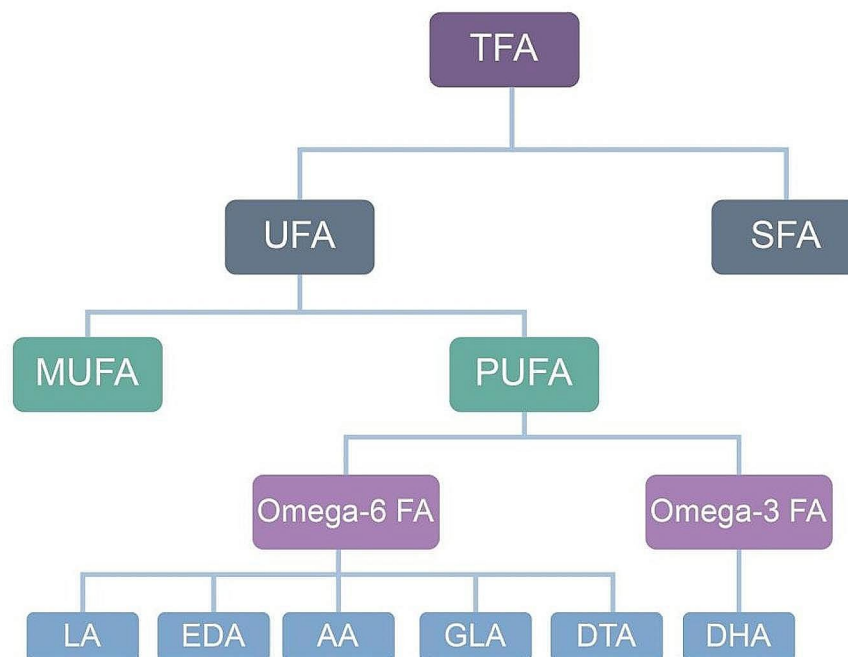 TFA
UFA
SFA
MUFA
PUFA
Omega-6 FA
Omega-3 FA
LA
EDA
AA
GLA
DTA
DHA